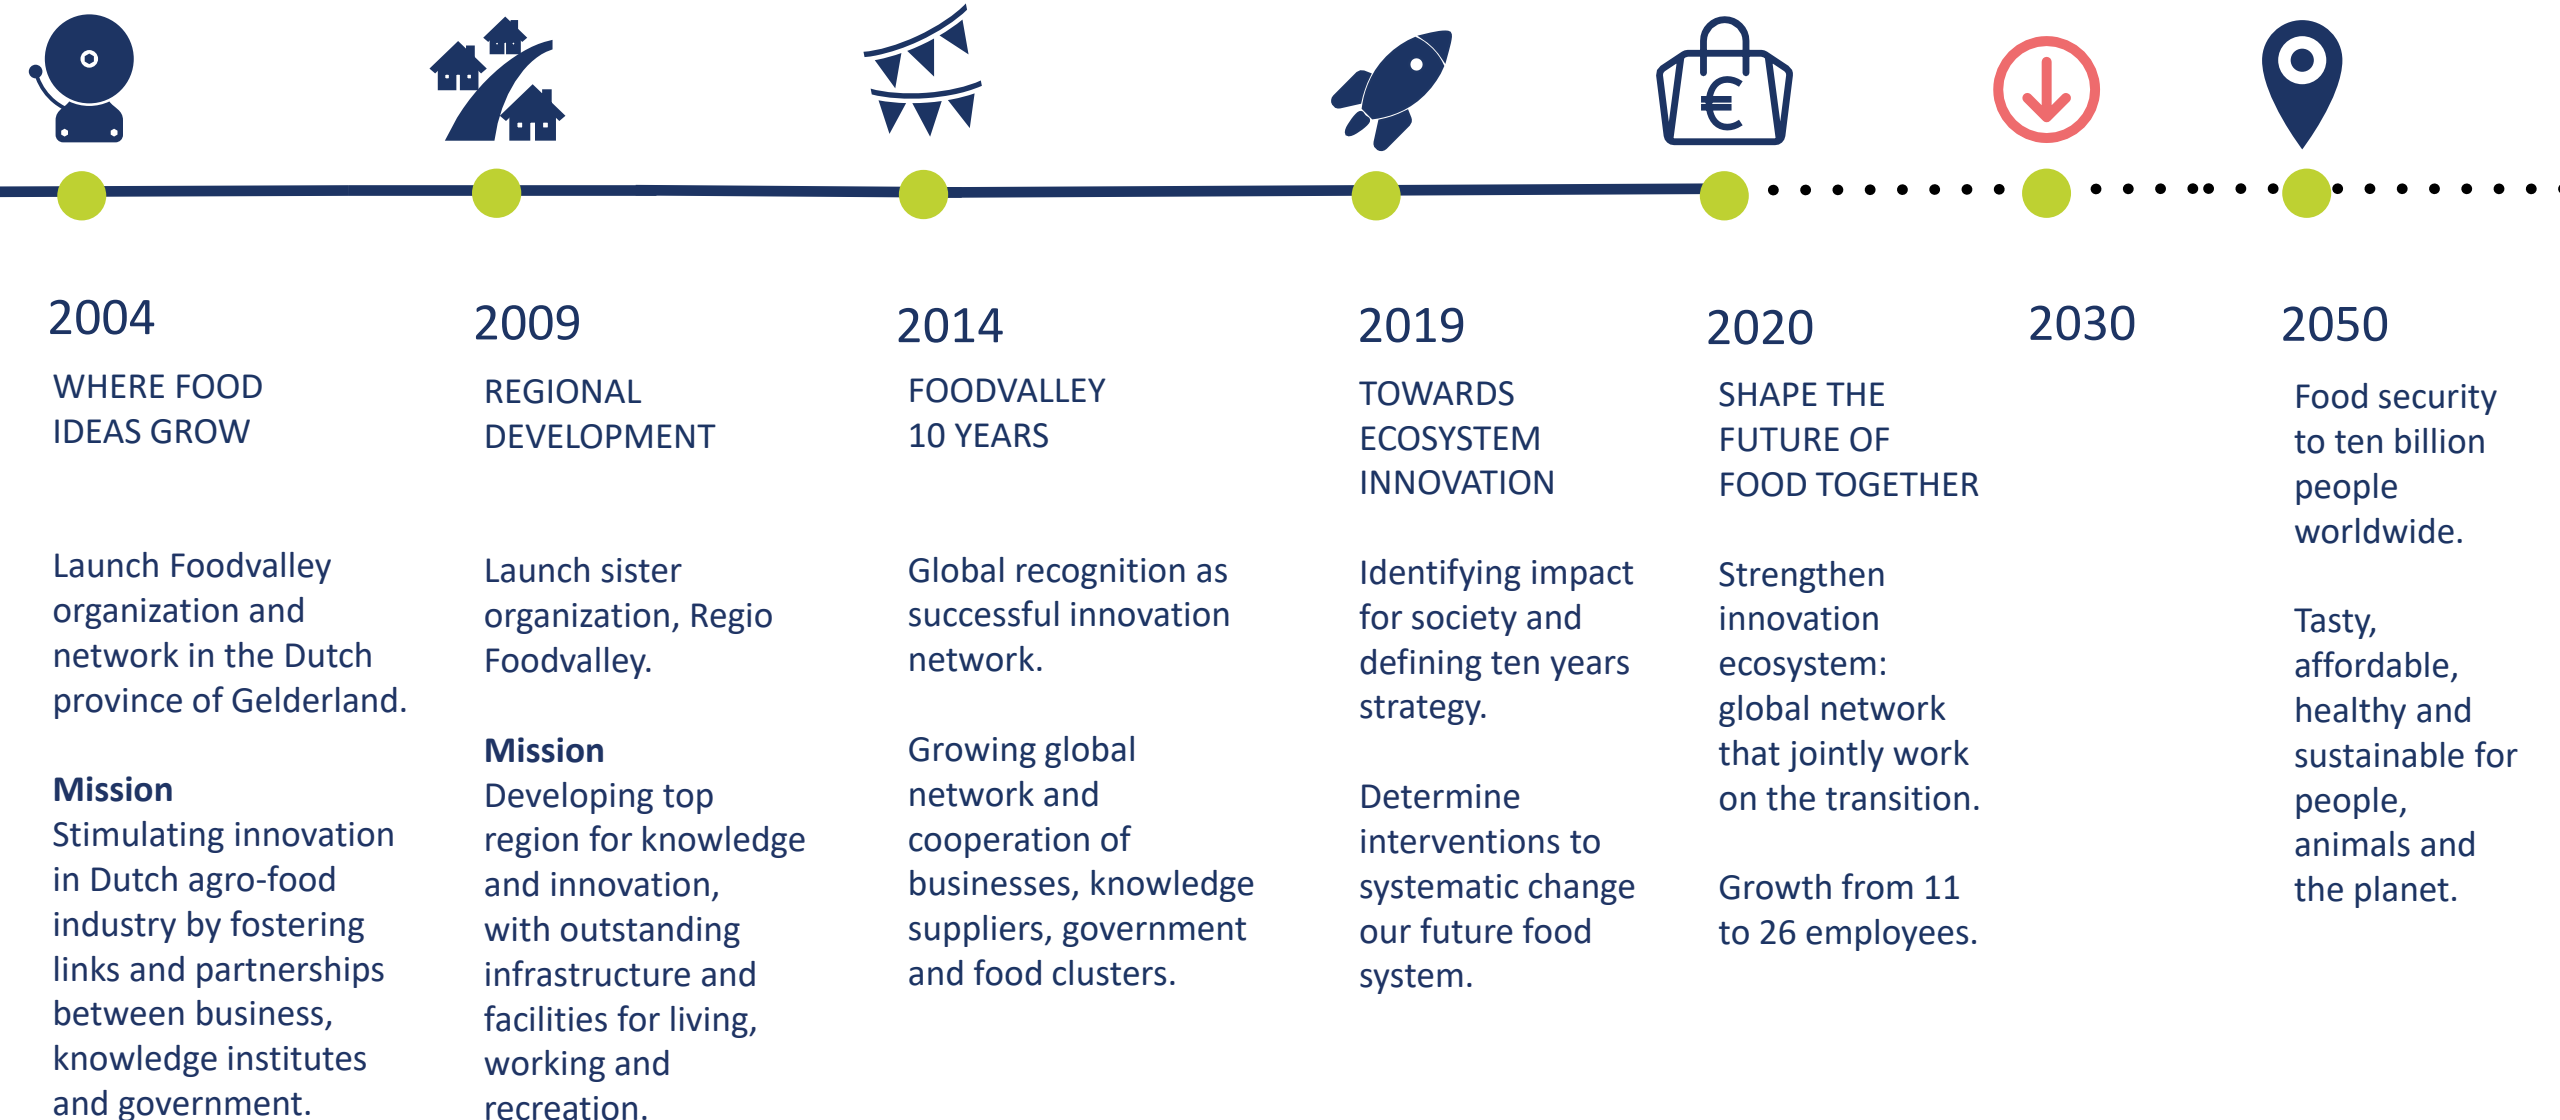 2004
WHERE FOOD
IDEAS GROW
Launch Foodvalley
organization and
network in the Dutch
province of Gelderland.
Mission
Stimulating innovation
in Dutch agro-food
industry by fostering
links and partnerships
between business,
knowledge institutes
and government.
2009
REGIONAL
DEVELOPMENT
Launch sister
organization, Regio
Foodvalley.
Mission
Developing top
region for knowledge
and innovation,
with outstanding
infrastructure and
facilities for living,
working and
recreation.
2014
FOODVALLEY
10 YEARS
Global recognition as
successful innovation
network.
Growing global
network and
cooperation of
businesses, knowledge
suppliers, government
and food clusters.
2019
TOWARDS
ECOSYSTEM
INNOVATION
Identifying impact
for society and
defining ten years
strategy.
Determine
interventions to
systematic change
our future food
system.
€
2020
SHAPE THE
FUTURE OF
FOOD TOGETHER
Strengthen
innovation
ecosystem:
global network
that jointly work
on the transition.
Growth from 11
to 26 employees.
2030
2050
Food security
to ten billion
people
worldwide.
Tasty,
affordable,
healthy and
sustainable for
people,
animals and
the planet.